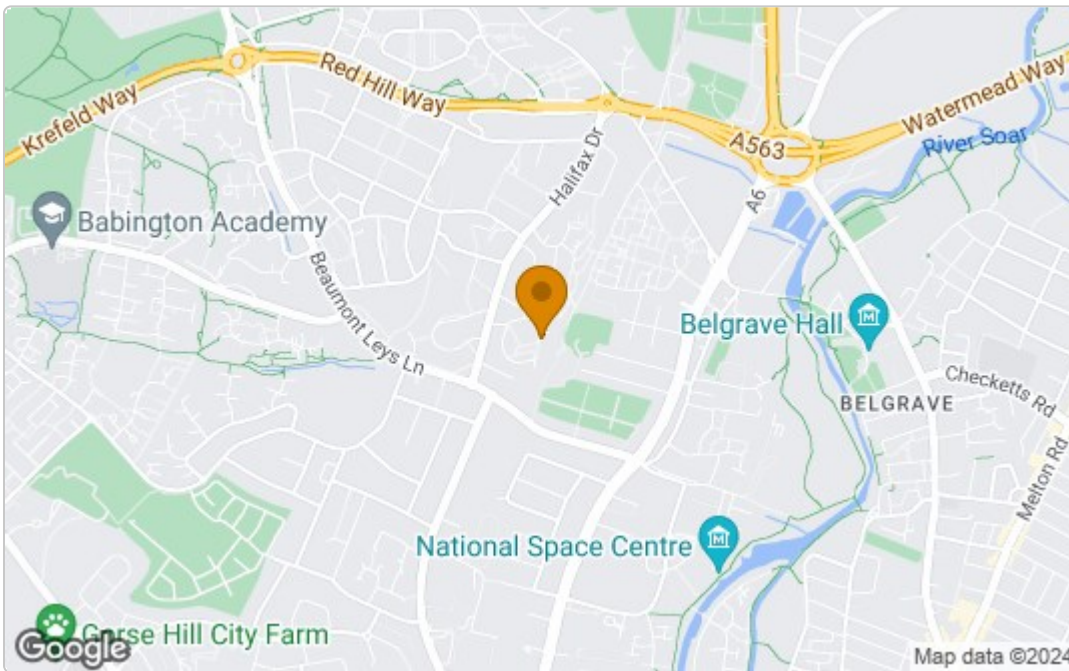 Krefeld Way
Red Hill Way
A563
Watermead Way
River Soar
Halifax Dr
A6
Babington Academy
Beaumont Leys Ln
Belgrave Hall
Checketts Rd
BELGRAVE
Melton Rd
National Space Centre
Gorse Hill City Farm
Google
Map data ©2024